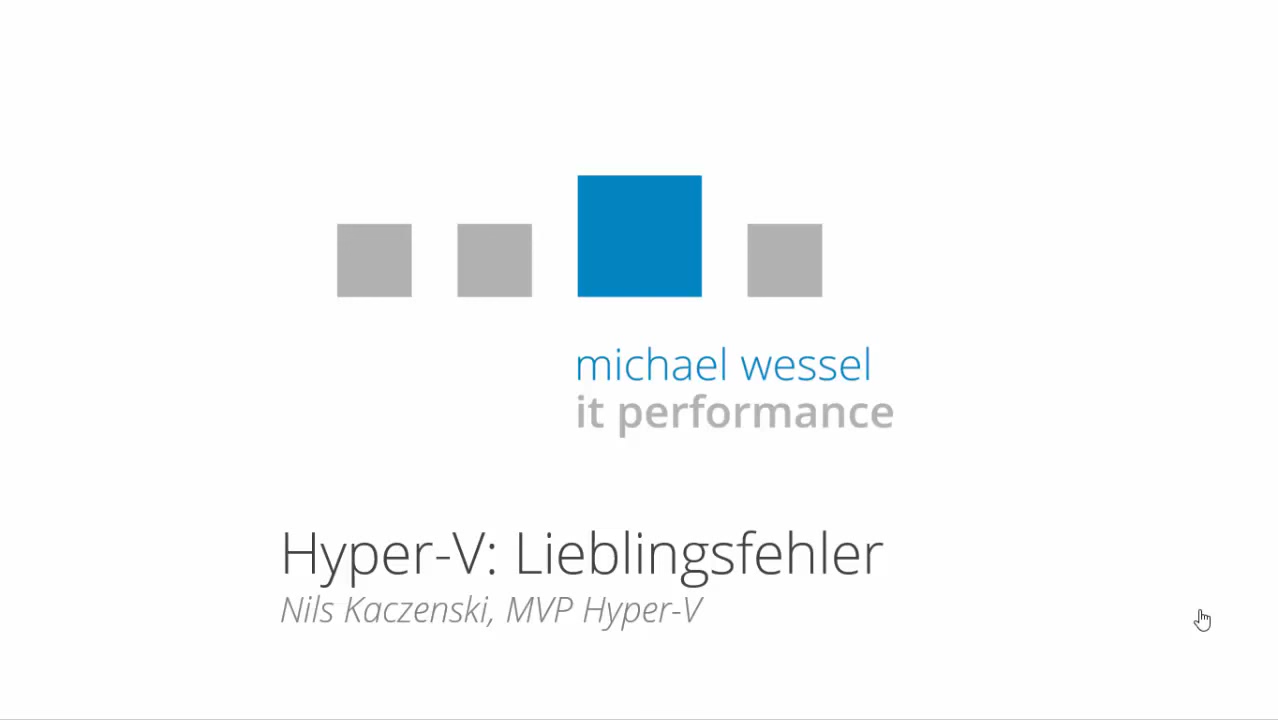 michael wessel
it performance
Hyper-V: Lieblingsfehler
Nils Kaczenski, MVP Hyper-V